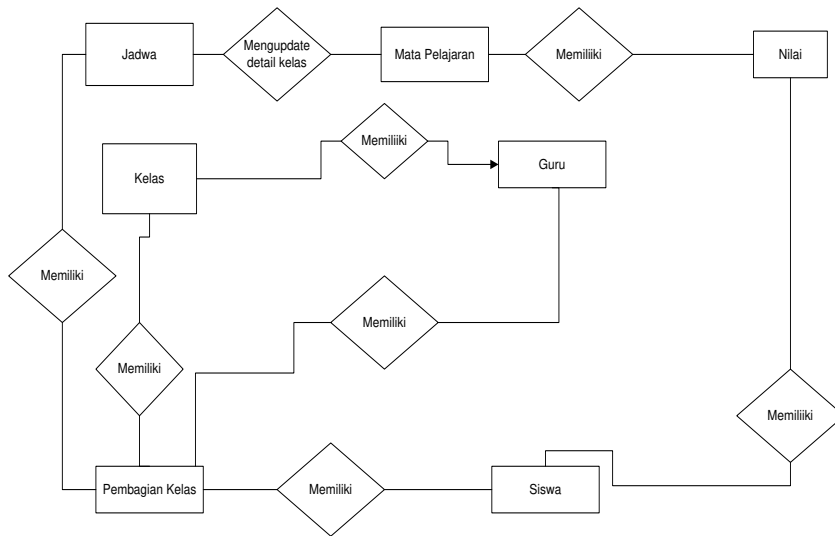 Jadwa
Mengupdate
detail kelas
Mata Pelajaran
Memiliiki
Nilai
Kelas
Memiliiki
Guru
Memiliki
Memiliki
Memiliki
Memiliiki
Pembagian Kelas
Memiliki
Siswa